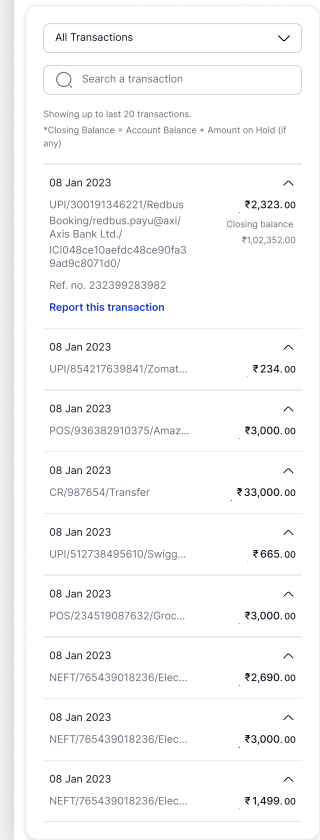 All Transactions
Search a transaction
Showing up to last 20 transactions.
*Closing Balance = Account Balance + Amount on Hold (if
any)
08 Jan 2023
UPI/300191346221/Redbus ₹2,323.00
Booking/redbus.payu@axi/ Closing balance
Axis Bank Ltd./ ₹1,02,352.00
ICI048ce10aefdc48ce90fa3
9ad9c8071d0/
Ref. no. 232399283982
Report this transaction
08 Jan 2023
UPI/854217639841/Zomat... ₹234.00
08 Jan 2023
POS/936382910375/Amaz... ₹3,000.00
08 Jan 2023
CR/987654/Transfer ₹33,000.00
08 Jan 2023
UPI/512738495610/Swigg... ₹665.00
08 Jan 2023
POS/234519087632/Groc... ₹3,000.00
08 Jan 2023
NEFT/765439018236/Elec... ₹2,690.00
08 Jan 2023
NEFT/765439018236/Elec... ₹3,000.00
08 Jan 2023
NEFT/765439018236/Elec... ₹1,499.00